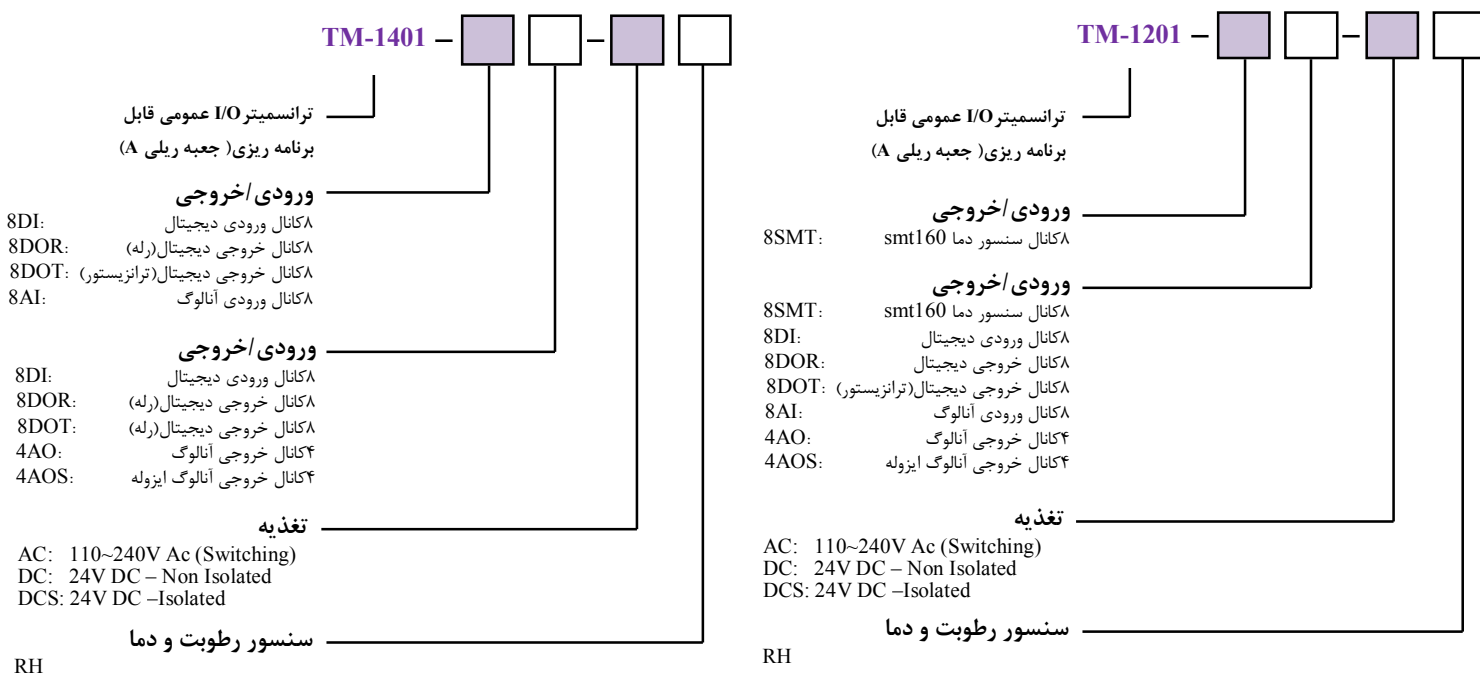 TM-1401 –  –
ترانسمیتر I/O عمومی قابل
برنامه ریزی( جعبه ریلی A)
ورودی/خروجی
8DI: ۸کانال ورودی دیجیتال
8DOR: ۸کانال خروجی دیجیتال(رله)
8DOT: ۸کانال خروجی دیجیتال(ترانزیستور)
8AI: ۸کانال ورودی آنالوگ
ورودی/خروجی
8DI: ۸کانال ورودی دیجیتال
8DOR: ۸کانال خروجی دیجیتال(رله)
8DOT: ۸کانال خروجی دیجیتال(رله)
4AO: ۴کانال خروجی آنالوگ
4AOS: ۴کانال خروجی آنالوگ ایزوله
تغذیه
AC: 110~240V Ac (Switching)
DC: 24V DC – Non Isolated
DCS: 24V DC –Isolated
سنسور رطوبت و دما
RH
TM-1201 –  –
ترانسمیتر I/O عمومی قابل
برنامه ریزی( جعبه ریلی A)
ورودی/خروجی
8SMT: ۸کانال سنسور دما smt160
ورودی/خروجی
8SMT: ۸کانال سنسور دما smt160
8DI: ۸کانال ورودی دیجیتال
8DOR: ۸کانال خروجی دیجیتال
8DOT: ۸کانال خروجی دیجیتال(ترانزیستور)
8AI: ۸کانال ورودی آنالوگ
4AO: ۴کانال خروجی آنالوگ
4AOS: ۴کانال خروجی آنالوگ ایزوله
تغذیه
AC: 110~240V Ac (Switching)
DC: 24V DC – Non Isolated
DCS: 24V DC –Isolated
سنسور رطوبت و دما
RH